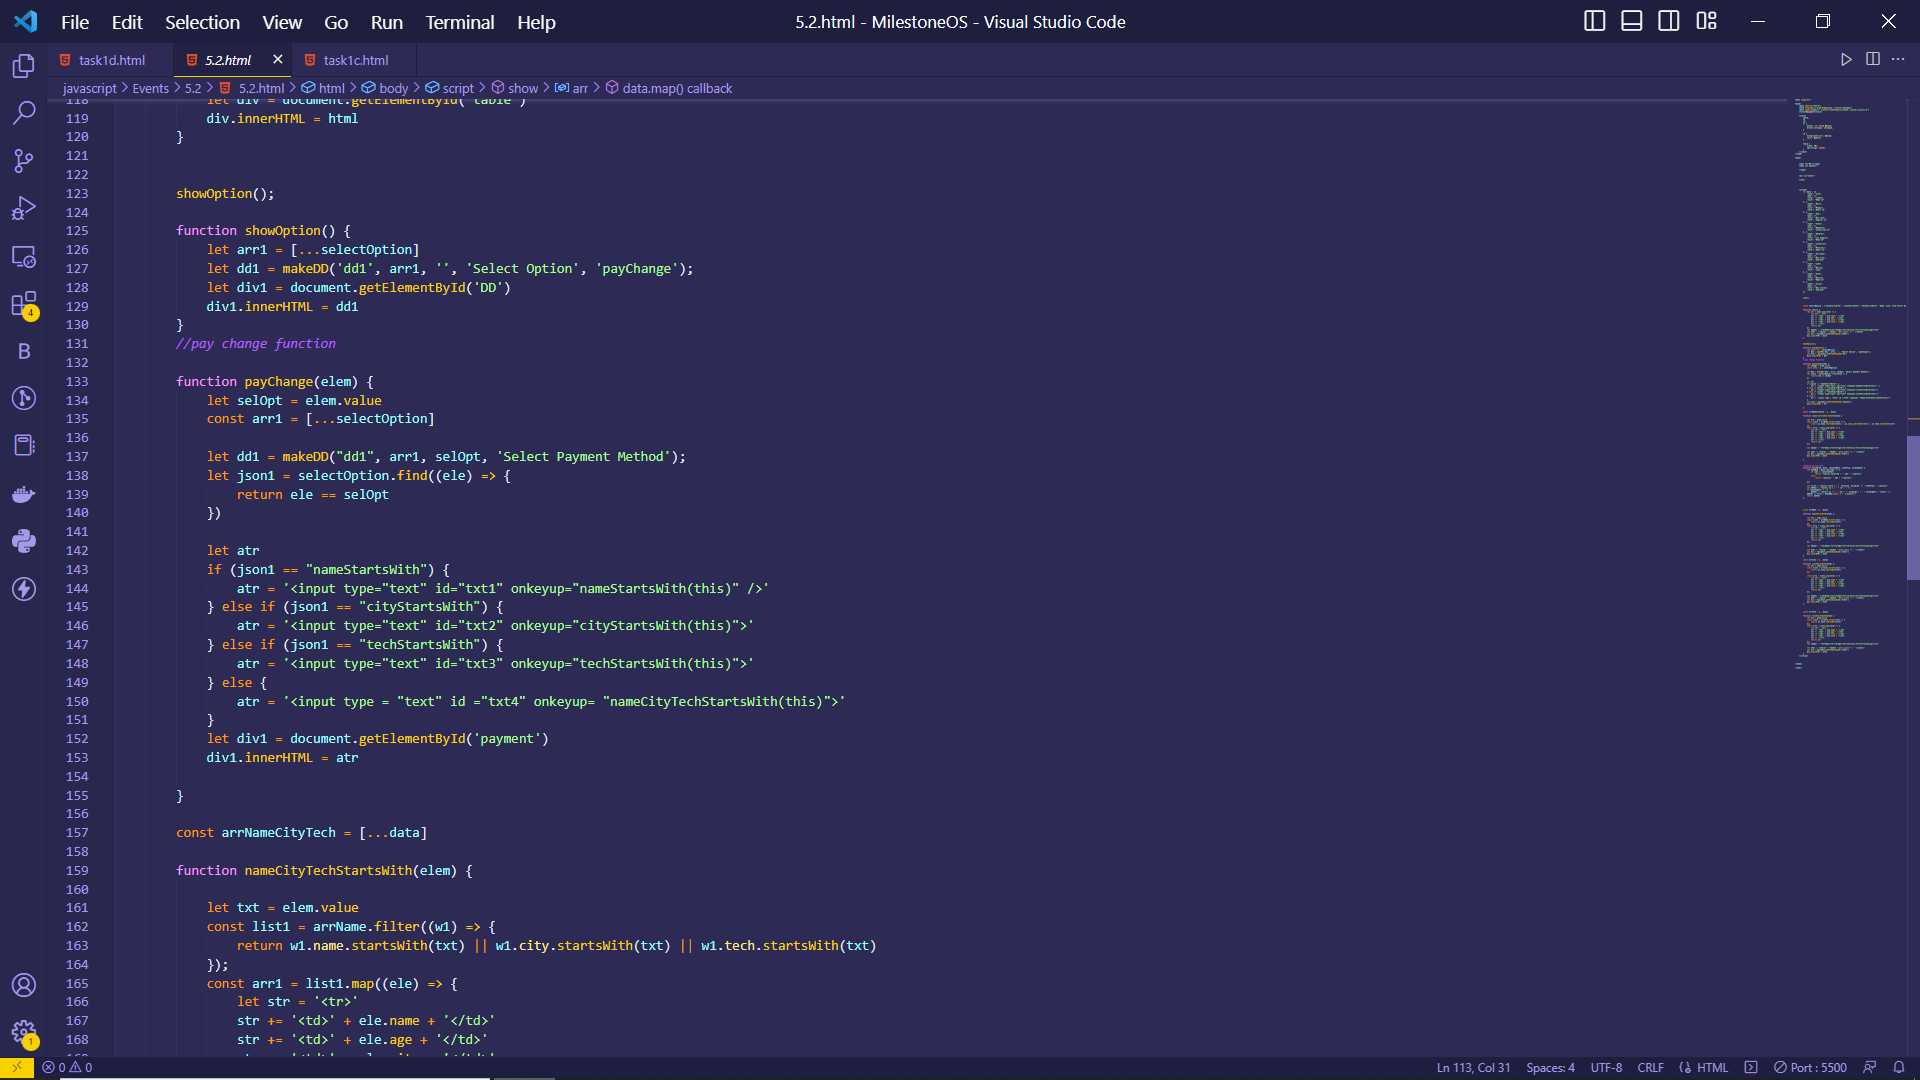 File Edit Selection View Go Run Terminal Help
5.2.html - MilestoneOS - Visual Studio Code
task1d.html
5.2.html
task1c.html
javascript > Events > 5.2 > 5.2.html > html > body > script > show > arr > data.map() callback
118 let div = document.getElementById('table')
119 div.innerHTML = html
120 }
121
122
123 showOption();
124
125 function showOption() {
126 let arr1 = [...selectOption]
127 let dd1 = makeDD('dd1', arr1, '', 'Select Option', 'payChange');
128 let div1 = document.getElementById('DD')
129 div1.innerHTML = dd1
130 }
131 //pay change function
132
133 function payChange(elem) {
134 let selOpt = elem.value
135 const arr1 = [...selectOption]
136
137 let dd1 = makeDD("dd1", arr1, selOpt, 'Select Payment Method');
138 let json1 = selectOption.find((ele) => {
139 return ele == selOpt
140 })
141
142 let atr
143 if (json1 == "nameStartsWith") {
144 atr = '<input type="text" id="txt1" onkeyup="nameStartsWith(this)" />'
145 } else if (json1 == "cityStartsWith") {
146 atr = '<input type="text" id="txt2" onkeyup="cityStartsWith(this)">'
147 } else if (json1 == "techStartsWith") {
148 atr = '<input type="text" id="txt3" onkeyup="techStartsWith(this)">'
149 } else {
150 atr = '<input type = "text" id ="txt4" onkeyup= "nameCityTechStartsWith(this)">'
151 }
152 let div1 = document.getElementById('payment')
153 div1.innerHTML = atr
154
155 }
156
157 const arrNameCityTech = [...data]
158
159 function nameCityTechStartsWith(elem) {
160
161 let txt = elem.value
162 const list1 = arrName.filter((w1) => {
163 return w1.name.startsWith(txt) || w1.city.startsWith(txt) || w1.tech.startsWith(txt)
164 });
165 const arr1 = list1.map((ele) => {
166 let str = '<tr>'
167 str += '<td>' + ele.name + '</td>'
168 str += '<td>' + ele.age + '</td>'
4
B
1
0 0
Ln 113, Col 31 Spaces: 4 UTF-8 CRLF HTML Port : 5500